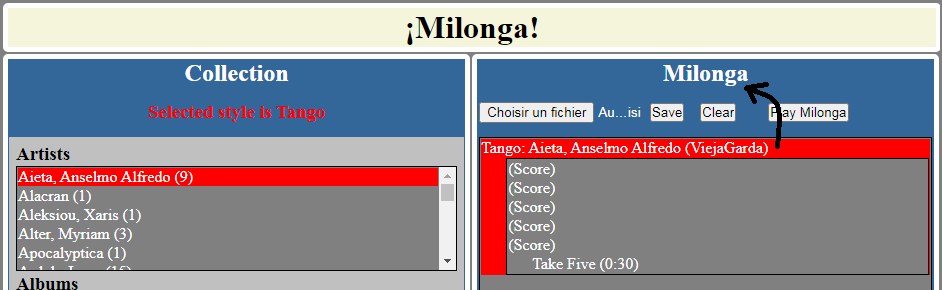 ¡Milonga!
Collection
Selected style is Tango
Artists
Aieta, Anselmo Alfredo (9)
Alacran (1)
Aleksiou, Xaris (1)
Alter, Myriam (3)
Apocalyptica (1)
Albums
Milonga
Choisir un fichier Au...isi Save Clear Play Milonga
Tango: Aieta, Anselmo Alfredo (ViejaGarda)
(Score)
(Score)
(Score)
(Score)
(Score)
Take Five (0:30)